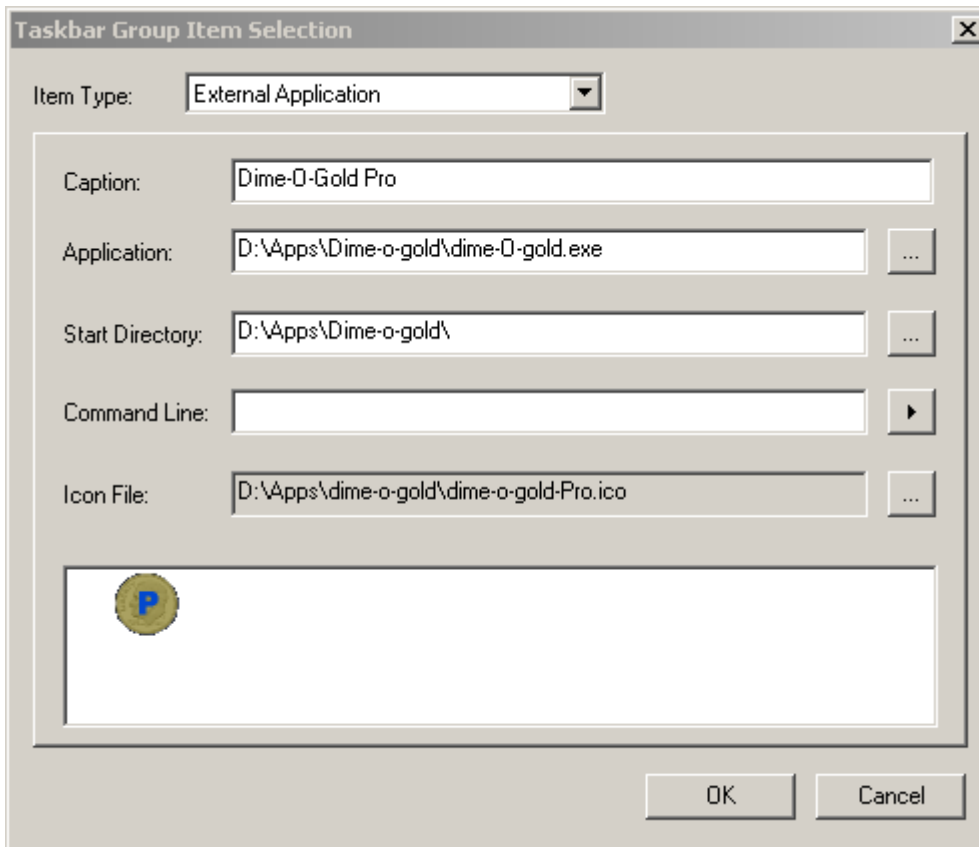 Taskbar Group Item Selection
Item Type: External Application
Caption: Dime-O-Gold Pro
Application: D:\Apps\Dime-o-gold\dime-O-gold.exe ...
Start Directory: D:\Apps\Dime-o-gold\ ...
Command Line:
Icon File: D:\Apps\dime-o-gold\dime-o-gold-Pro.ico ...
P
OK Cancel